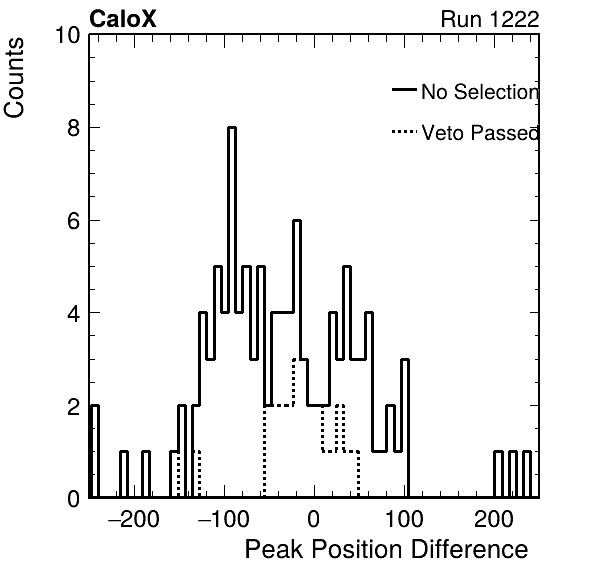 CaloX Run 1222
Counts
10
8
6
4
2
0
No Selection
Veto Passed
−200 −100 0 100 200
Peak Position Difference